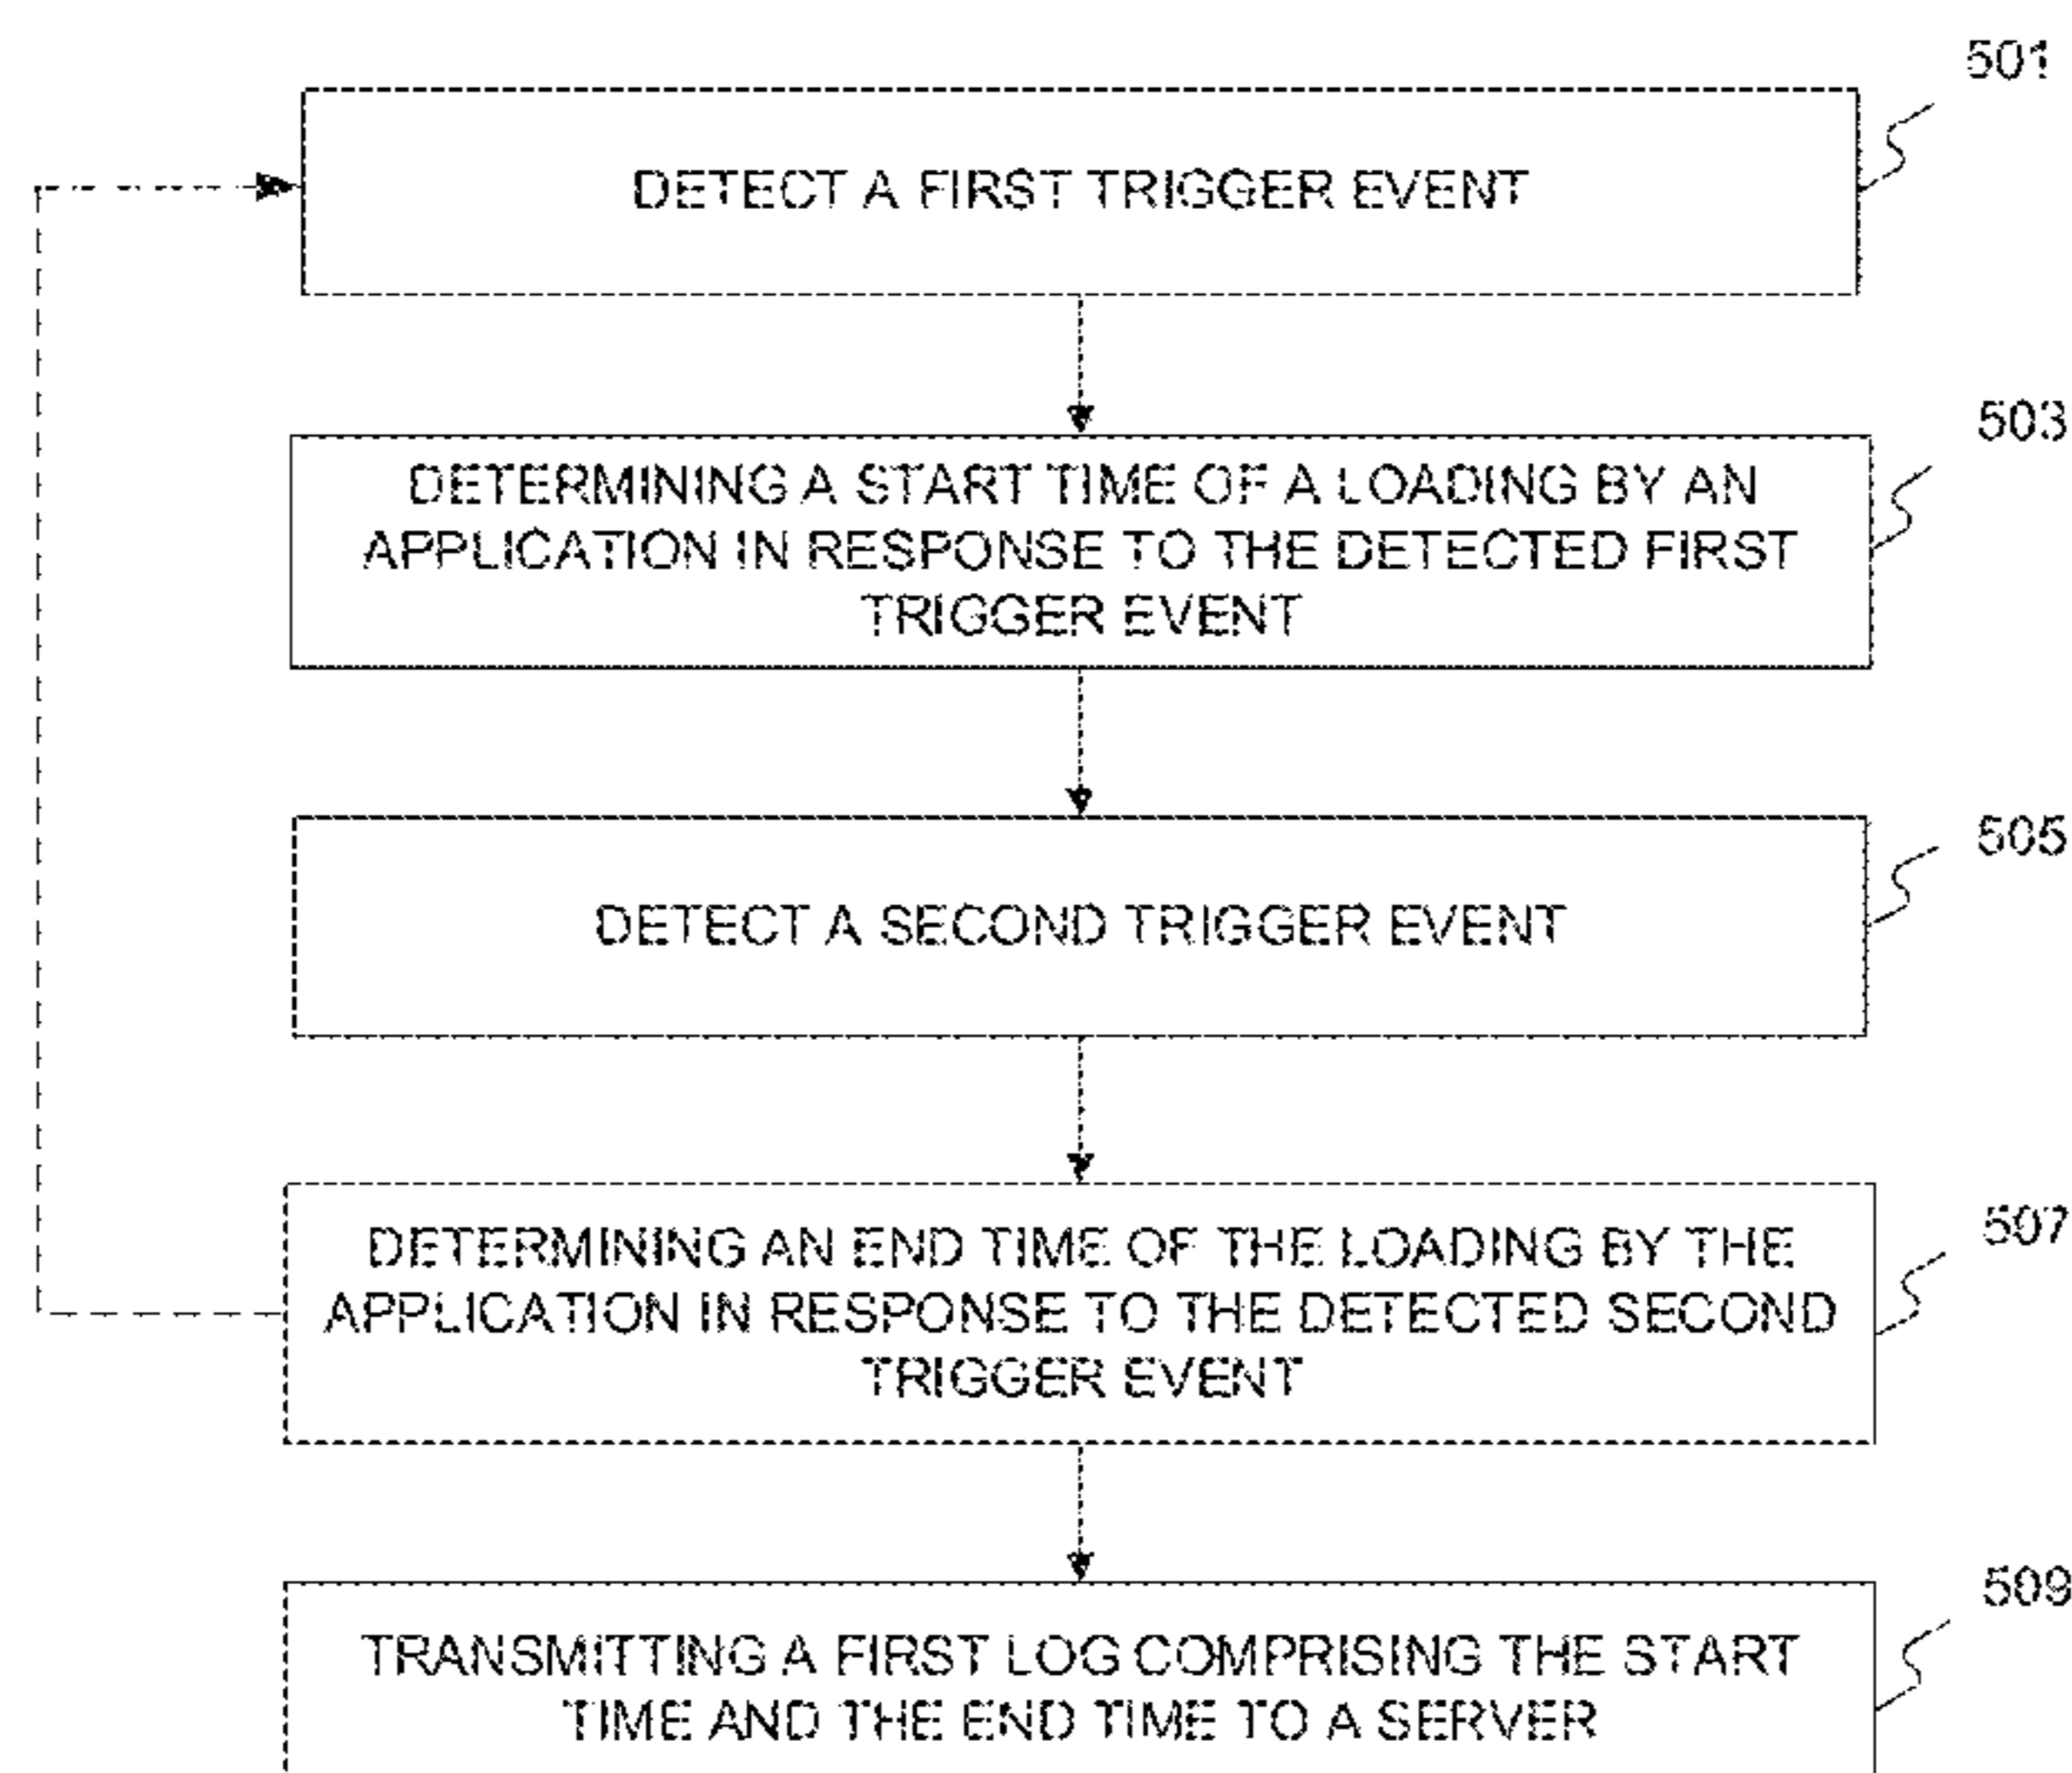 501
DETECT A FIRST TRIGGER EVENT
503
DETERMINING A START TIME OF A LOADING BY AN
APPLICATION IN RESPONSE TO THE DETECTED FIRST
TRIGGER EVENT
505
DETECT A SECOND TRIGGER EVENT
507
DETERMINING AN END TIME OF THE LOADING BY THE
APPLICATION IN RESPONSE TO THE DETECTED SECOND
TRIGGER EVENT
509
TRANSMITTING A FIRST LOG COMPRISING THE START
TIME AND THE END TIME TO A SERVER